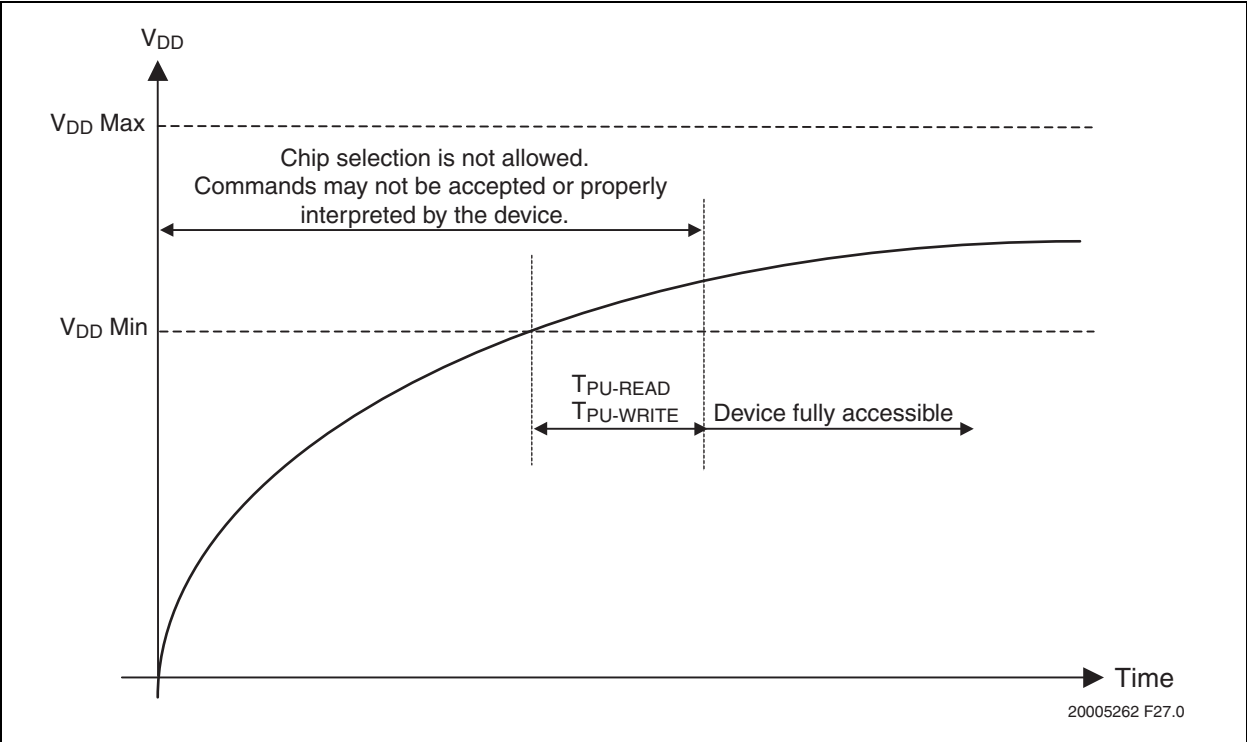 VDD
VDD Max
Chip selection is not allowed.
Commands may not be accepted or properly
interpreted by the device.
VDD Min
TPU-READ
TPU-WRITE
Device fully accessible
Time
20005262 F27.0